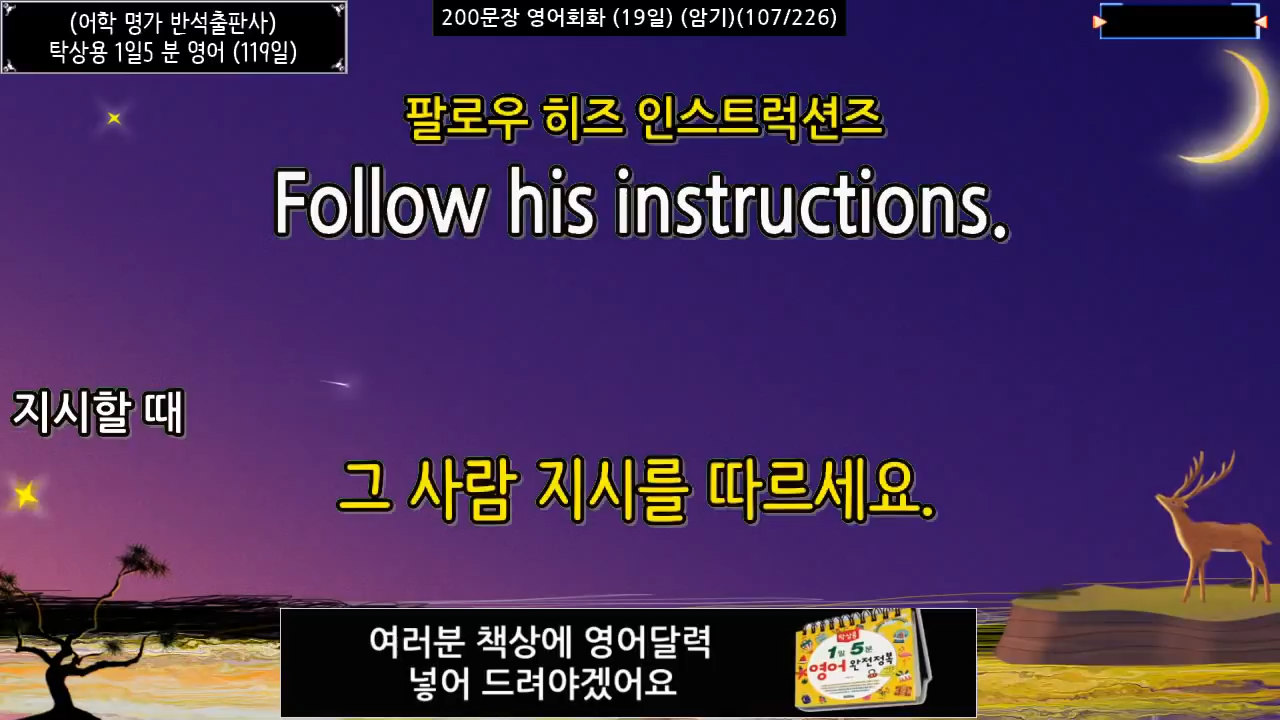 (어학 명가 반석출판사)
탁상용 1일5 분 영어 (119일)
200문장 영어회화 (19일) (암기)(107/226)
팔로우 히즈 인스트럭션즈
Follow his instructions.
지시할 때
그 사람 지시를 따르세요.
여러분 책상에 영어달력
넣어 드려야겠어요
탁상용
1일 5분
영어 완전정복